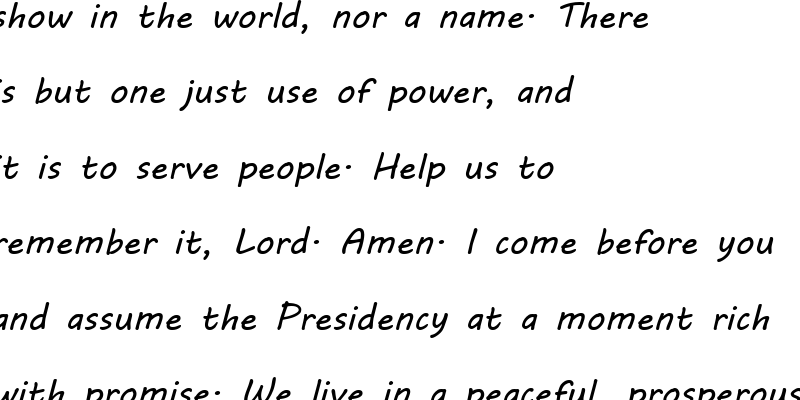 show in the world, nor a name. There
is but one just use of power, and
it is to serve people. Help us to
remember it, Lord. Amen. I come before you
and assume the Presidency at a moment rich
with promise. We live in a peaceful, prosperous